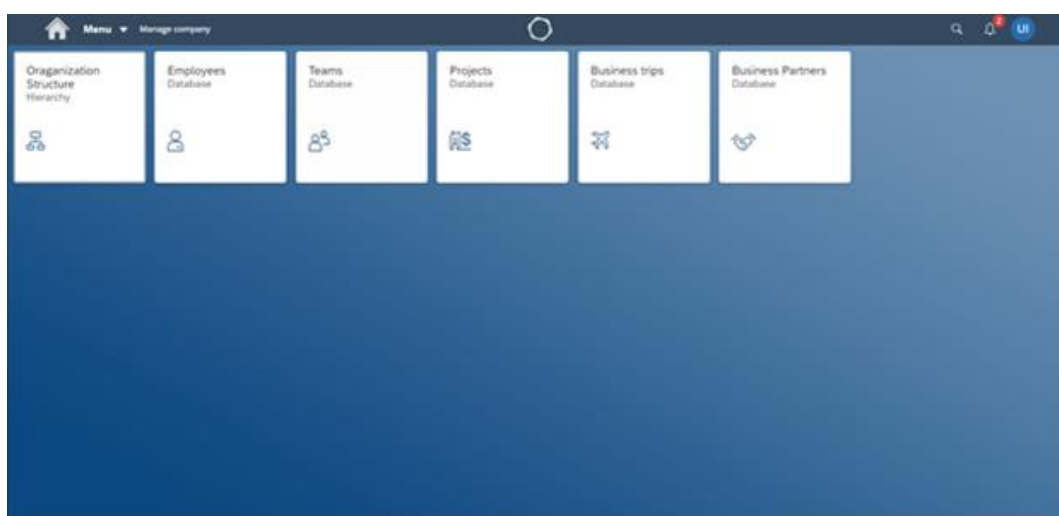 Menu
Manage company
2
UI
Oraganization
Structure
Hierarchy
Employees
Database
Teams
Database
Projects
Database
Business trips
Database
Business Partners
Database